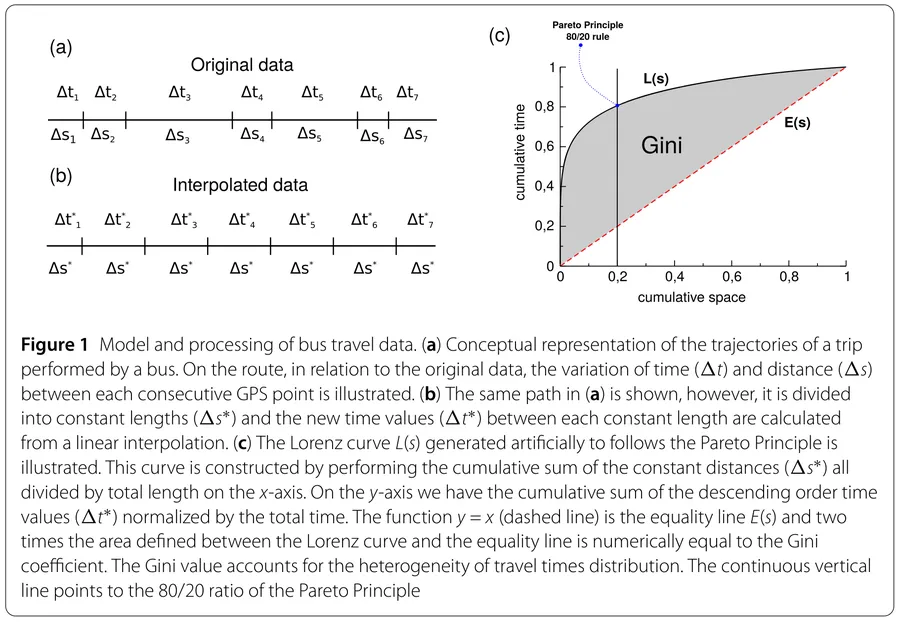 (a)
Original data
Δt1 Δt2 Δt3 Δt4 Δt5 Δt6 Δt7
Δs1 Δs2 Δs3 Δs4 Δs5 Δs6 Δs7
(b)
Interpolated data
Δt*1 Δt*2 Δt*3 Δt*4 Δt*5 Δt*6 Δt*7
Δs* Δs* Δs* Δs* Δs* Δs* Δs*
(c)
Pareto Principle
80/20 rule
L(s)
E(s)
Gini
cumulative time
1
0,8
0,6
0,4
0,2
0
0 0,2 0,4 0,6 0,8 1
cumulative space
Figure 1 Model and processing of bus travel data. (a) Conceptual representation of the trajectories of a trip
performed by a bus. On the route, in relation to the original data, the variation of time (Δt) and distance (Δs)
between each consecutive GPS point is illustrated. (b) The same path in (a) is shown, however, it is divided
into constant lengths (Δs*) and the new time values (Δt*) between each constant length are calculated
from a linear interpolation. (c) The Lorenz curve L(s) generated artificially to follows the Pareto Principle is
illustrated. This curve is constructed by performing the cumulative sum of the constant distances (Δs*) all
divided by total length on the x-axis. On the y-axis we have the cumulative sum of the descending order time
values (Δt*) normalized by the total time. The function y = x (dashed line) is the equality line E(s) and two
times the area defined between the Lorenz curve and the equality line is numerically equal to the Gini
coefficient. The Gini value accounts for the heterogeneity of travel times distribution. The continuous vertical
line points to the 80/20 ratio of the Pareto Principle